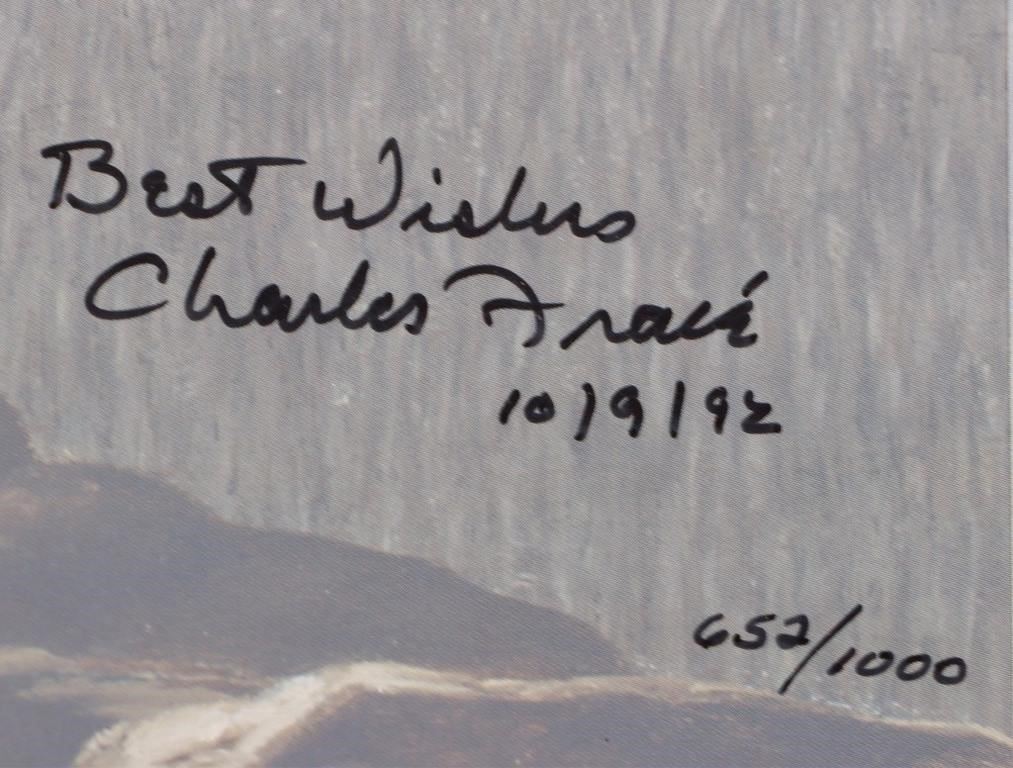 Best Wishes
Charles Fracé
10/9/92
652/1000